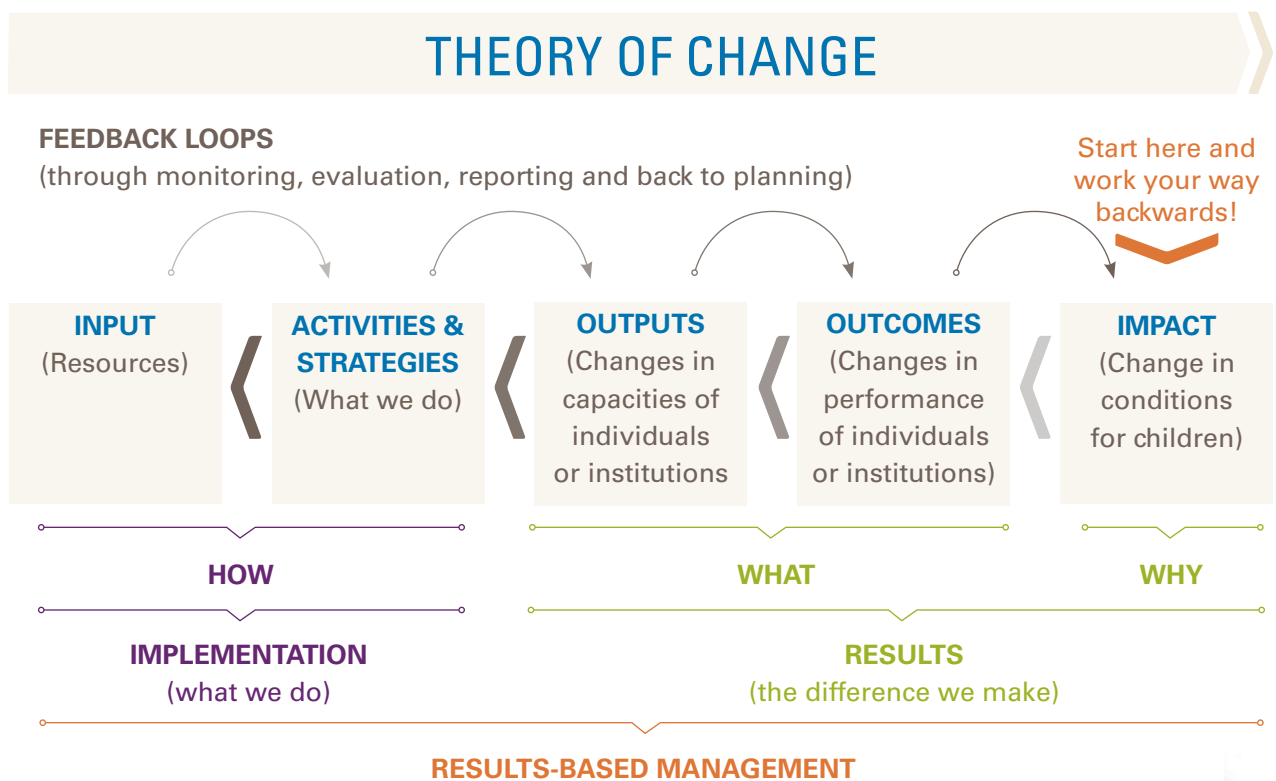 THEORY OF CHANGE
FEEDBACK LOOPS
(through monitoring, evaluation, reporting and back to planning)
Start here and
work your way
backwards!
INPUT
(Resources)
ACTIVITIES &
STRATEGIES
(What we do)
OUTPUTS
(Changes in
capacities of
individuals
or institutions
OUTCOMES
(Changes in
performance
of individuals
or institutions)
IMPACT
(Change in
conditions
for children)
HOW
WHAT
WHY
IMPLEMENTATION
(what we do)
RESULTS
(the difference we make)
RESULTS-BASED MANAGEMENT